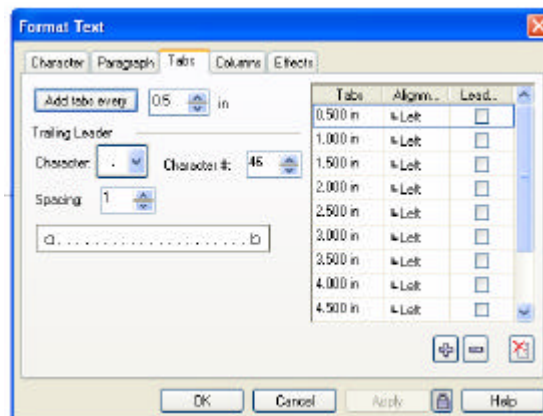 Format Text
Character Paragraph Tabs Columns Effects
Add tabs every 0.5 in
Trailing Leader
Character: . Character #: 46
Spacing: 1
a . . . . . . . . . . . . . . . . . . . . b
Tabs Alignm... Lead...
0.500 in Left
1.000 in Left
1.500 in Left
2.000 in Left
2.500 in Left
3.000 in Left
3.500 in Left
4.000 in Left
4.500 in Left
OK Cancel Apply Help